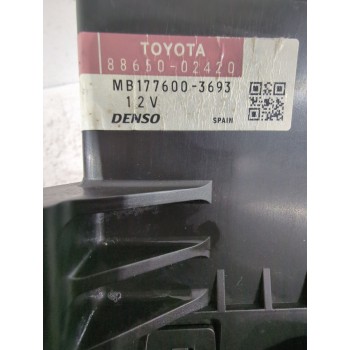 TOYOTA
88650-02420
MB177600-3693
12V
DENSO SPAIN